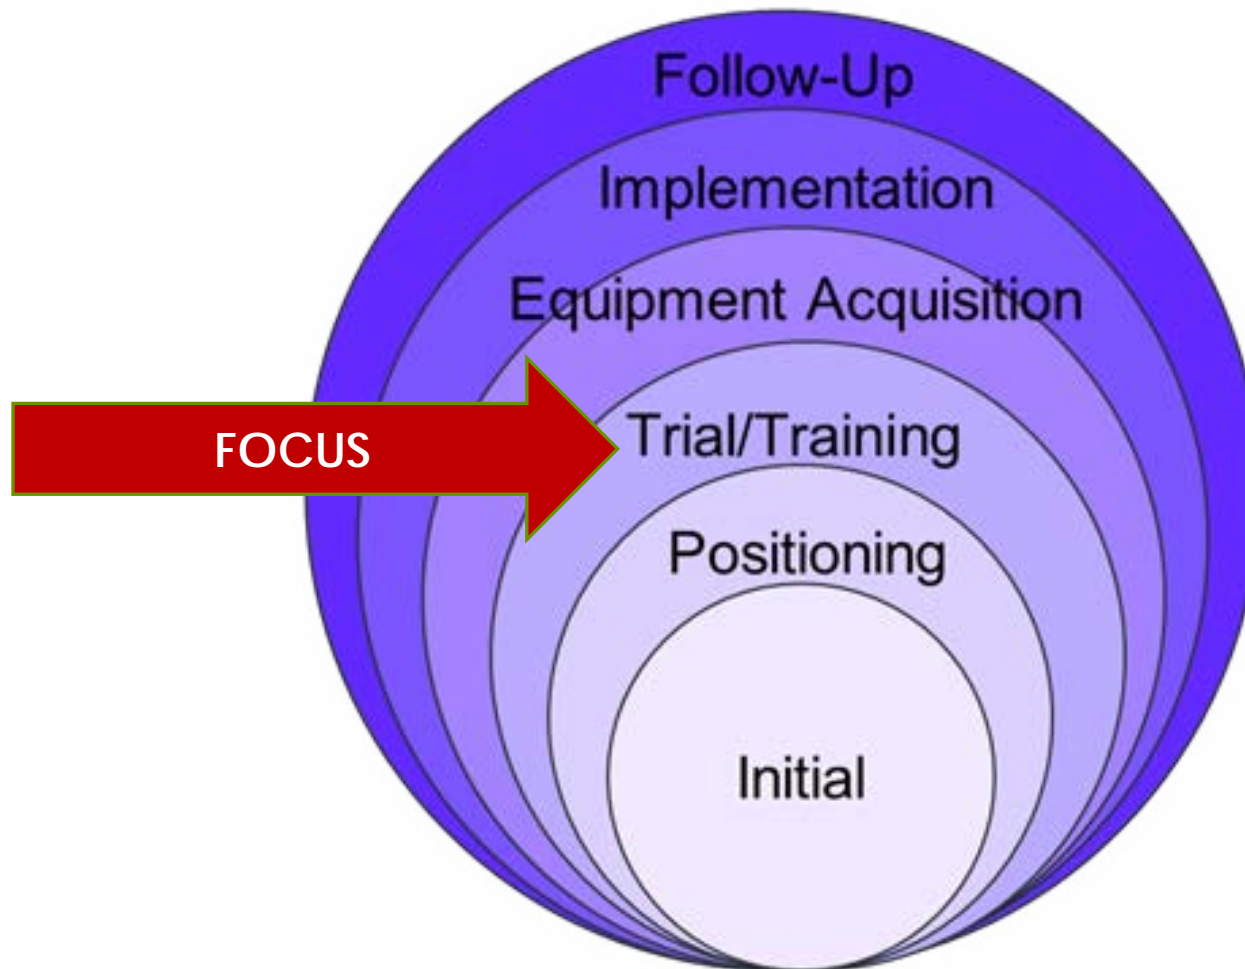 Follow-Up
Implementation
Equipment Acquisition
FOCUS
Trial/Training
Positioning
Initial